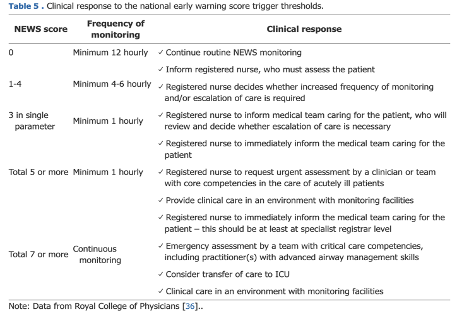 Table 5 . Clinical response to the national early warning score trigger thresholds.
NEWS score Frequency of monitoring Clinical response
0 Minimum 12 hourly ✓ Continue routine NEWS monitoring
✓ Inform registered nurse, who must assess the patient
1-4 Minimum 4-6 hourly ✓ Registered nurse decides whether increased frequency of monitoring
and/or escalation of care is required
3 in single
parameter
Minimum 1 hourly
✓ Registered nurse to inform medical team caring for the patient, who will
review and decide whether escalation of care is necessary
✓ Registered nurse to immediately inform the medical team caring for the
patient
Total 5 or more Minimum 1 hourly ✓ Registered nurse to request urgent assessment by a clinician or team
with core competencies in the care of acutely ill patients
✓ Provide clinical care in an environment with monitoring facilities
✓ Registered nurse to immediately inform the medical team caring for the
patient – this should be at least at specialist registrar level
Total 7 or more Continuous
monitoring
✓ Emergency assessment by a team with critical care competencies,
including practitioner(s) with advanced airway management skills
✓ Consider transfer of care to ICU
✓ Clinical care in an environment with monitoring facilities
Note: Data from Royal College of Physicians [36]..